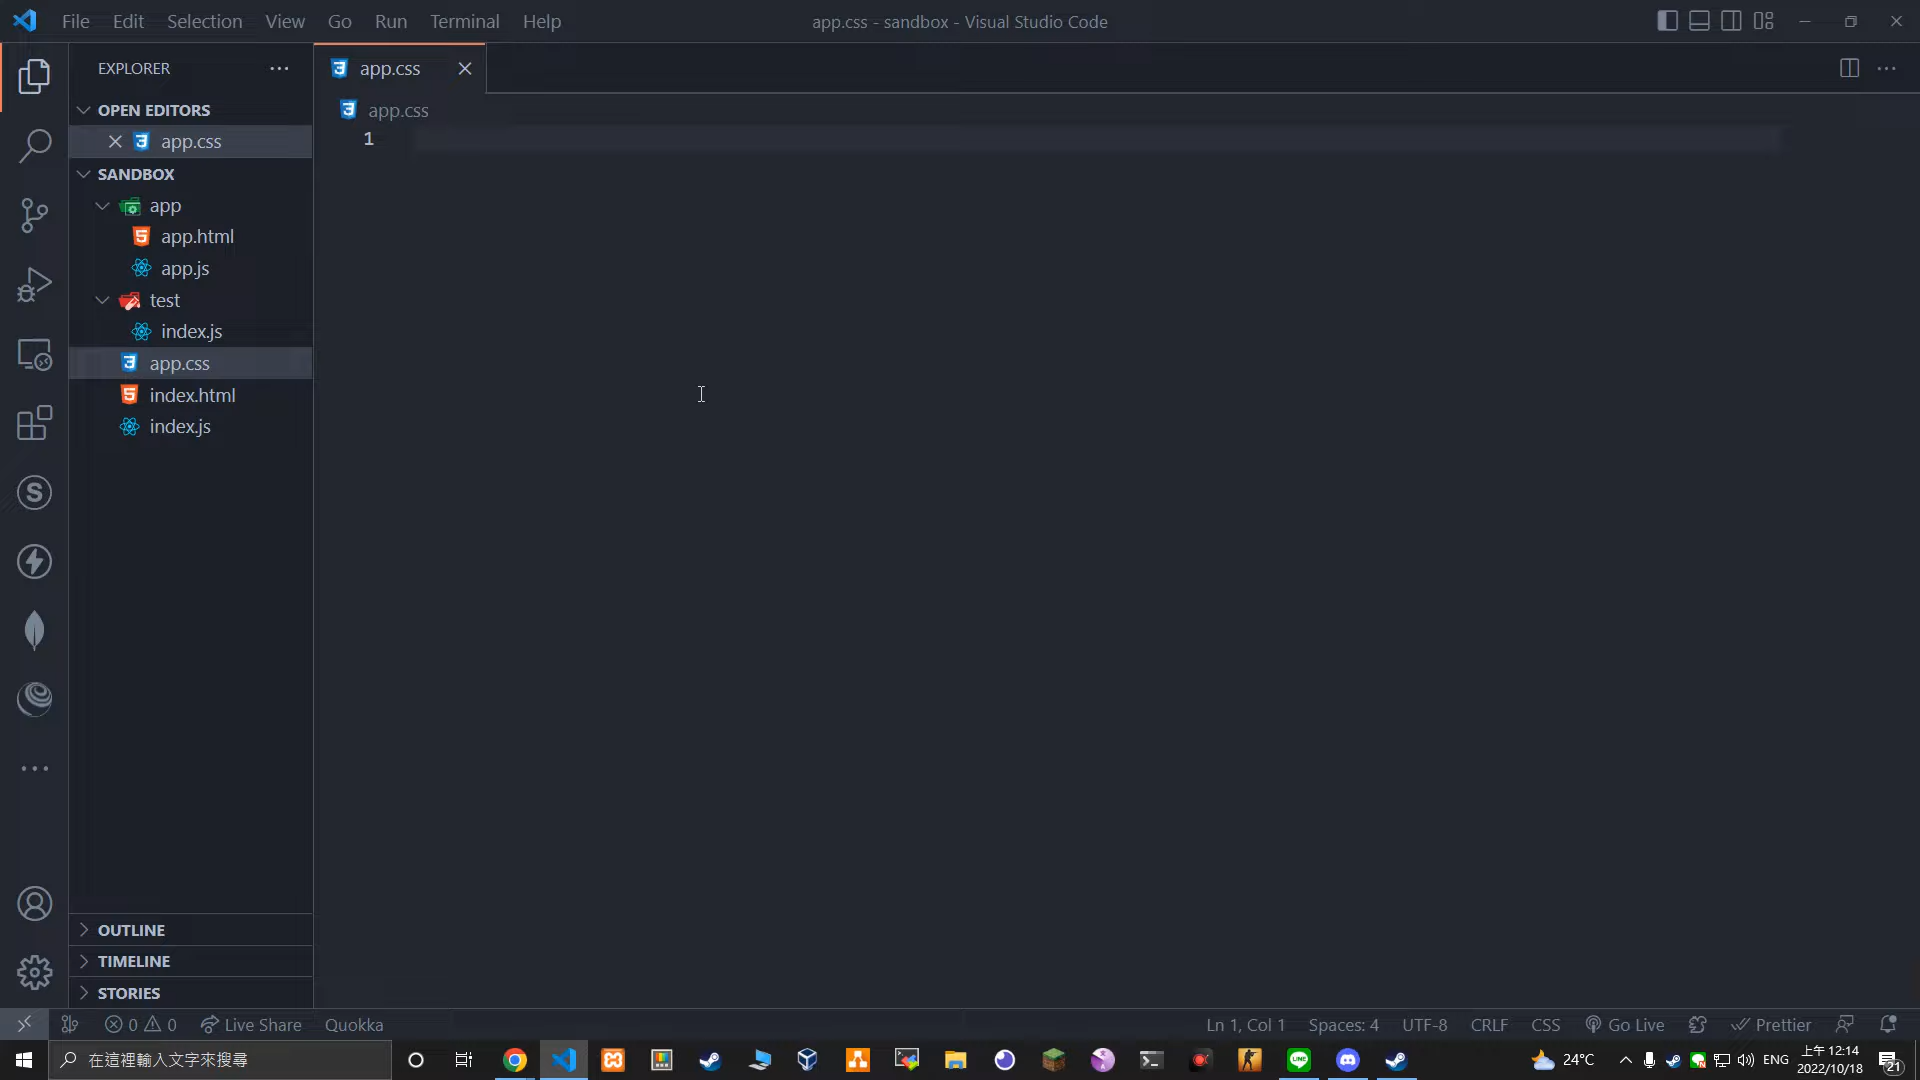 File Edit Selection View Go Run Terminal Help
app.css - sandbox - Visual Studio Code
EXPLORER
OPEN EDITORS
app.css
SANDBOX
app
app.html
app.js
test
index.js
app.css
index.html
index.js
OUTLINE
TIMELINE
STORIES
app.css
app.css
1
0 0 Live Share Quokka
Ln 1, Col 1 Spaces: 4 UTF-8 CRLF CSS Go Live Prettier
在這裡輸入文字來搜尋
24°C
ENG
上午 12:14
2022/10/18
21